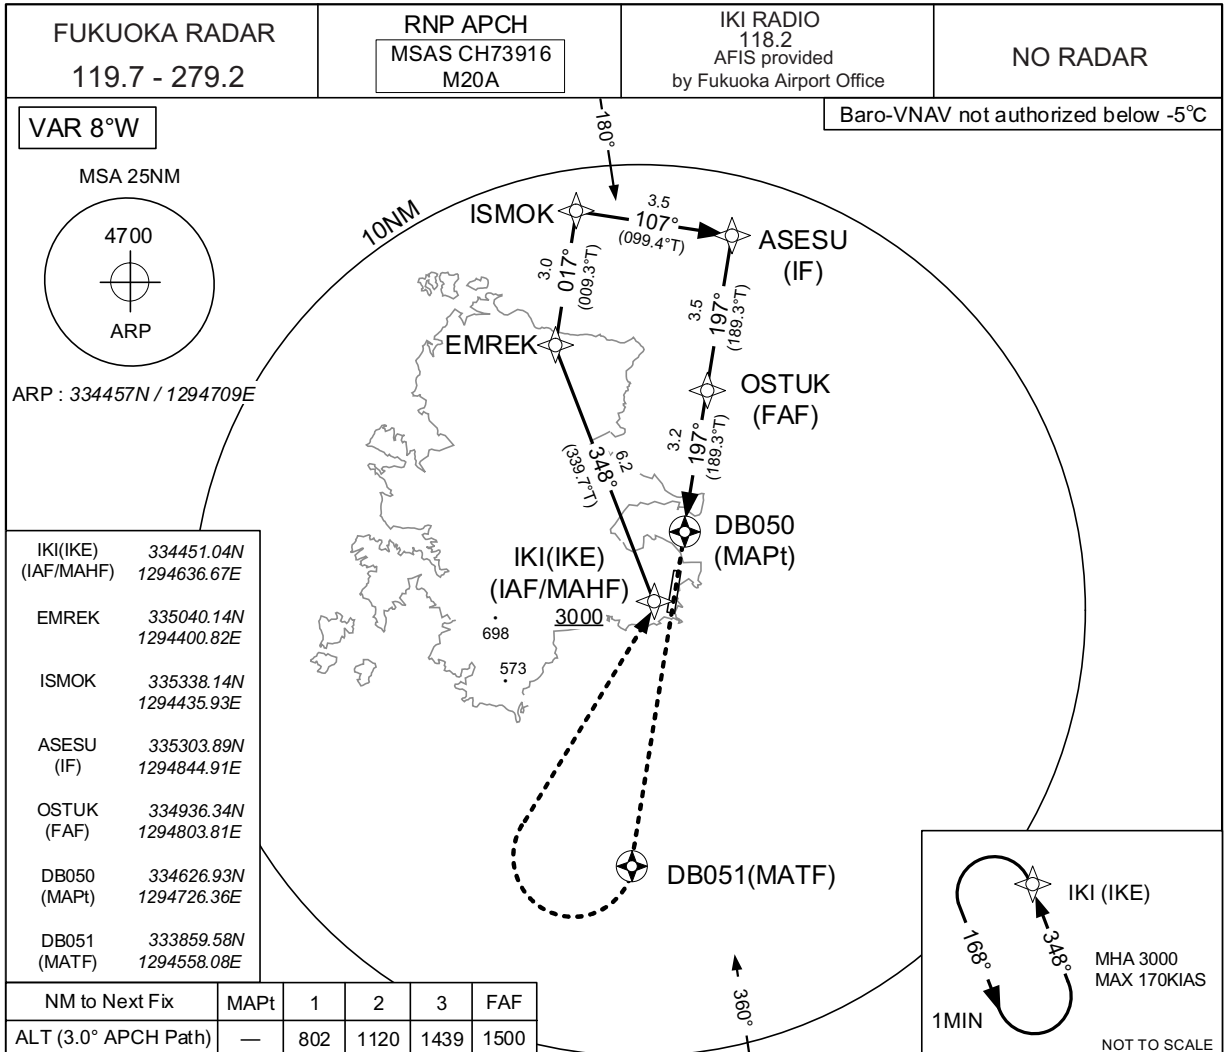 FUKUOKA RADAR
119.7 - 279.2
RNP APCH
MSAS CH73916
M20A
IKI RADIO
118.2
AFIS provided
by Fukuoka Airport Office
NO RADAR
VAR 8°W
Baro-VNAV not authorized below -5°C
MSA 25NM
4700
ARP
ARP : 334457N / 1294709E
10NM
180°
ISMOK
3.5
107°
(099.4°T)
ASESU
(IF)
3.0
017°
(009.3°T)
3.5
197°
(189.3°T)
EMREK
OSTUK
(FAF)
3.2
197°
(189.3°T)
6.2
348°
(339.7°T)
DB050
(MAPt)
IKI(IKE)
(IAF/MAHF)
3000
698
573
DB051(MATF)
360°
IKI(IKE) 334451.04N
(IAF/MAHF) 1294636.67E
EMREK 335040.14N
1294400.82E
ISMOK 335338.14N
1294435.93E
ASESU 335303.89N
(IF) 1294844.91E
OSTUK 334936.34N
(FAF) 1294803.81E
DB050 334626.93N
(MAPt) 1294726.36E
DB051 333859.58N
(MATF) 1294558.08E
NM to Next Fix MAPt 1 2 3 FAF
ALT (3.0° APCH Path) — 802 1120 1439 1500
IKI (IKE)
168°
348°
MHA 3000
MAX 170KIAS
1MIN
NOT TO SCALE